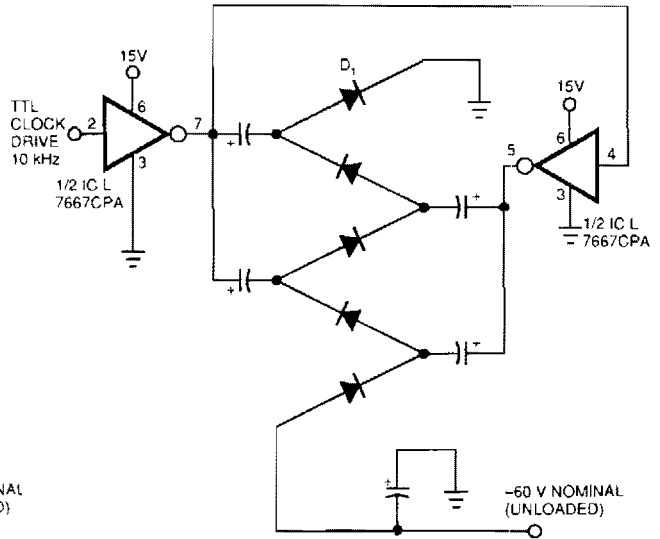 15V
D1
TTL
CLOCK
DRIVE
10 kHz
2
6
7
3
1/2 IC L
7667CPA
+
+
15V
5
6
4
3
1/2 IC L
7667CPA
+
+
+
NAL
D)
–60 V NOMINAL
(UNLOADED)